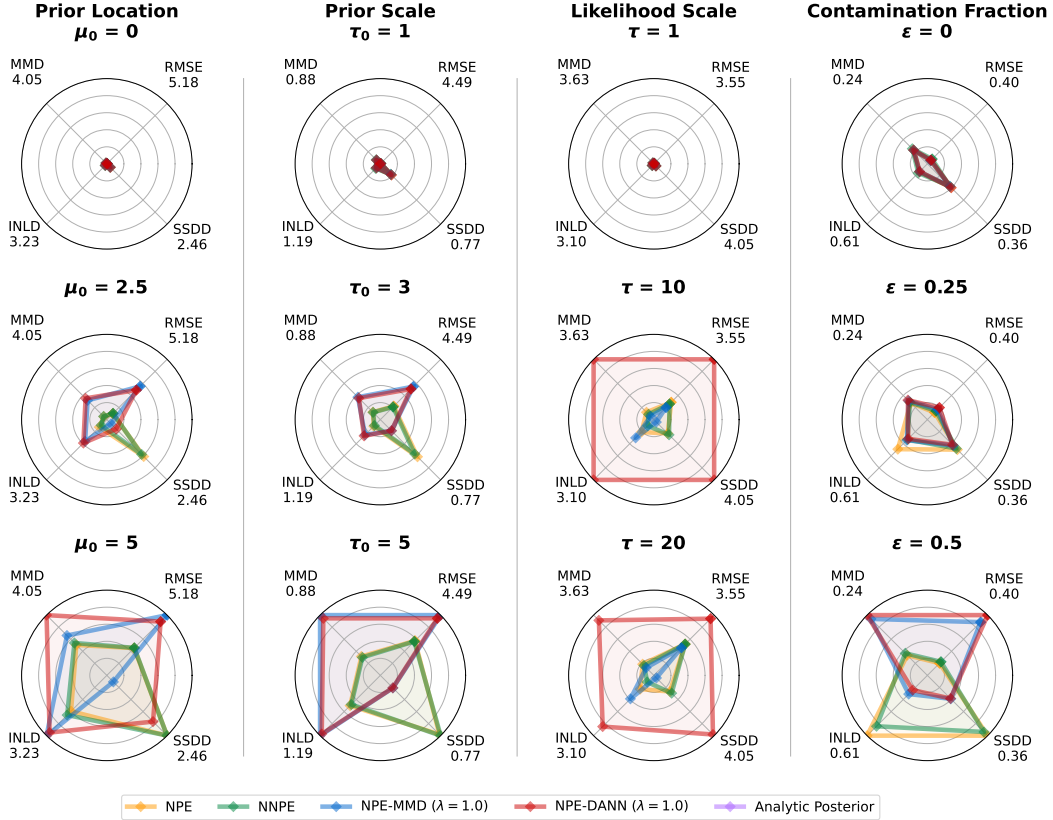 Prior Location
μ₀ = 0
Prior Scale
τ₀ = 1
Likelihood Scale
τ = 1
Contamination Fraction
ε = 0
MMD
4.05
RMSE
5.18
INLD
3.23
SSDD
2.46
MMD
0.88
RMSE
4.49
INLD
1.19
SSDD
0.77
MMD
3.63
RMSE
3.55
INLD
3.10
SSDD
4.05
MMD
0.24
RMSE
0.40
INLD
0.61
SSDD
0.36
μ₀ = 2.5
τ₀ = 3
τ = 10
ε = 0.25
MMD
4.05
RMSE
5.18
INLD
3.23
SSDD
2.46
MMD
0.88
RMSE
4.49
INLD
1.19
SSDD
0.77
MMD
3.63
RMSE
3.55
INLD
3.10
SSDD
4.05
MMD
0.24
RMSE
0.40
INLD
0.61
SSDD
0.36
μ₀ = 5
τ₀ = 5
τ = 20
ε = 0.5
MMD
4.05
RMSE
5.18
INLD
3.23
SSDD
2.46
MMD
0.88
RMSE
4.49
INLD
1.19
SSDD
0.77
MMD
3.63
RMSE
3.55
INLD
3.10
SSDD
4.05
MMD
0.24
RMSE
0.40
INLD
0.61
SSDD
0.36
NPE
NNPE
NPE-MMD (λ = 1.0)
NPE-DANN (λ = 1.0)
Analytic Posterior